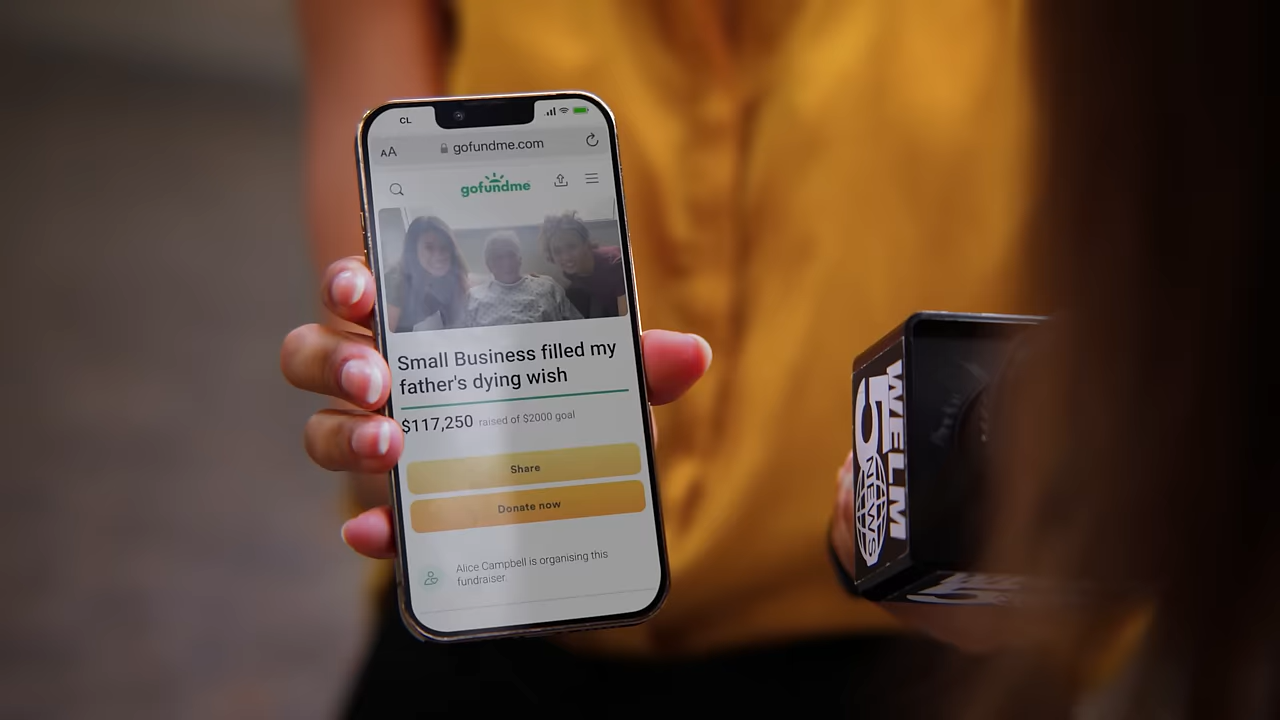 CL
AA gofundme.com
gofundme
Small Business filled my
father's dying wish
$117,250 raised of $2000 goal
Share
Donate now
Alice Campbell is organising this
fundraiser.
WELM
5
NEWS